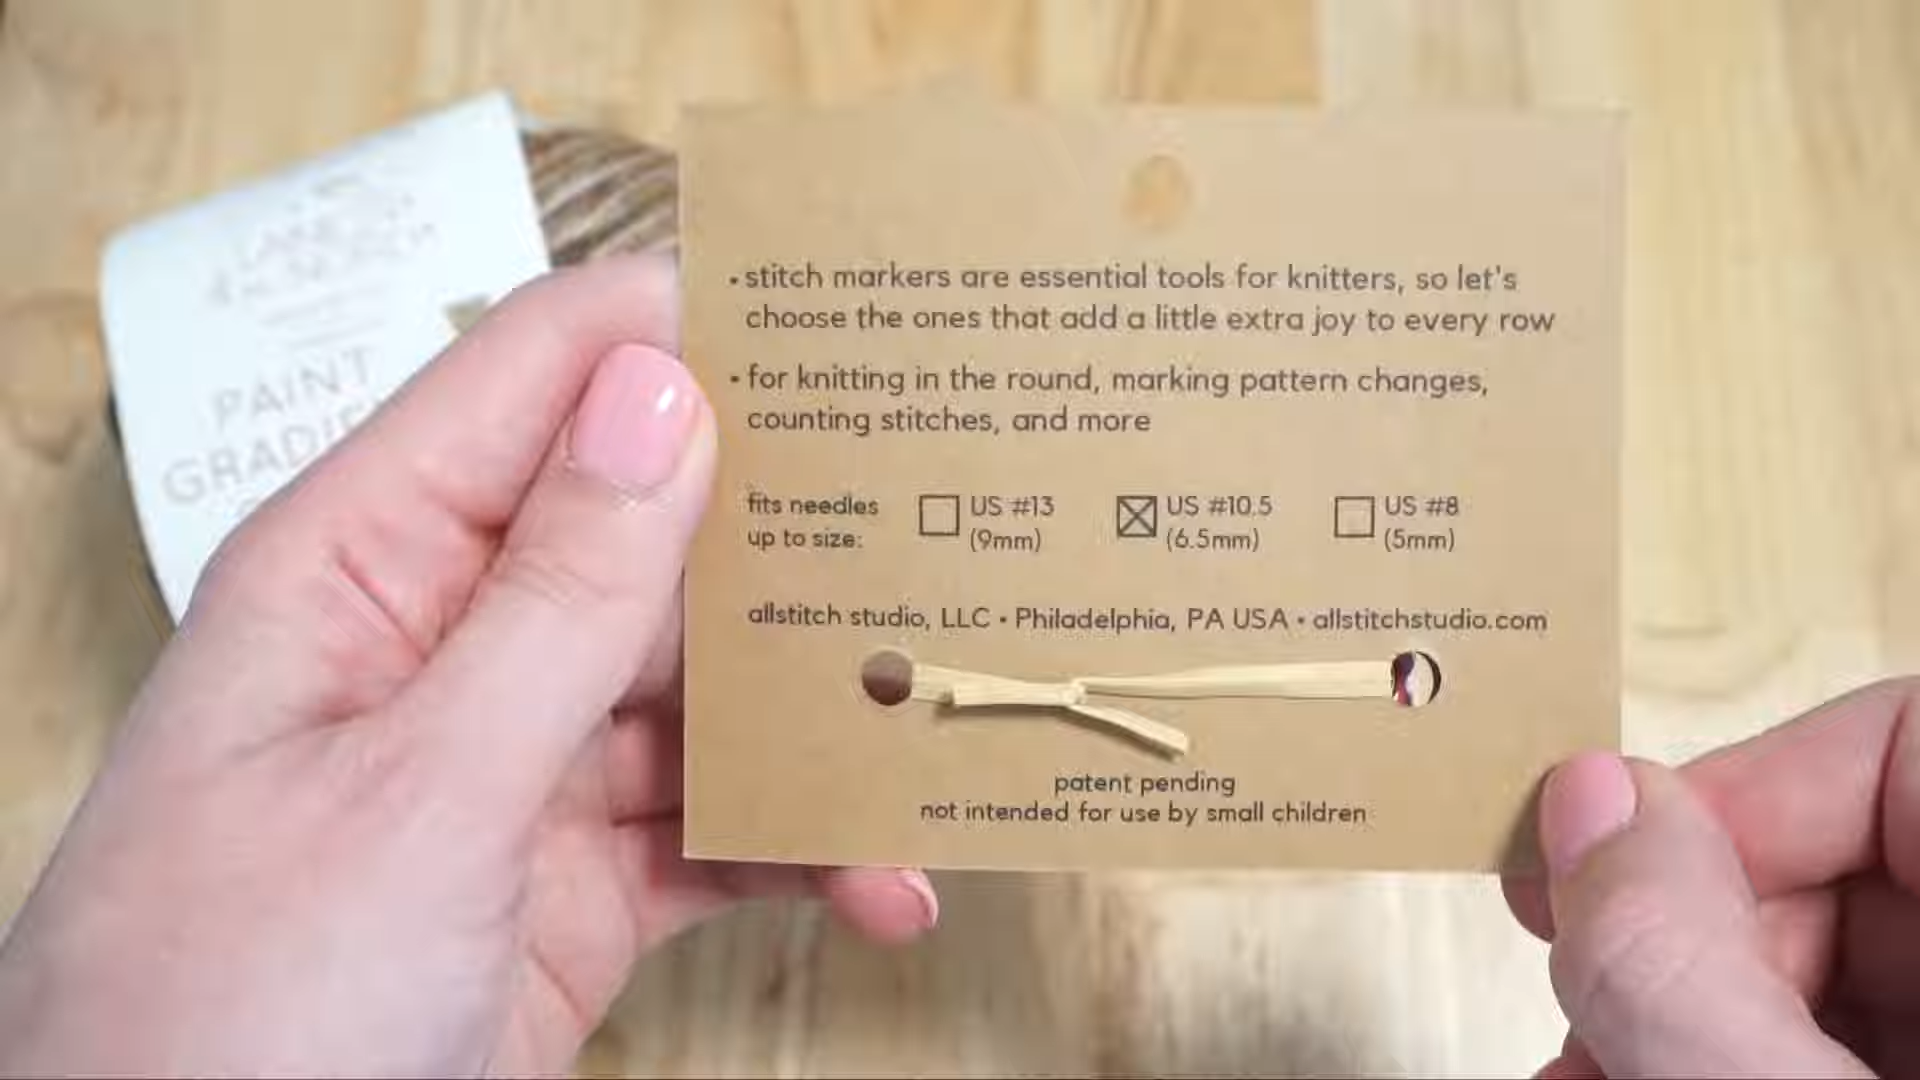 • stitch markers are essential tools for knitters, so let's
choose the ones that add a little extra joy to every row
• for knitting in the round, marking pattern changes,
counting stitches, and more
fits needles
up to size:
US #13
(9mm)
US #10.5
(6.5mm)
US #8
(5mm)
allstitch studio, LLC • Philadelphia, PA USA • allstitchstudio.com
patent pending
not intended for use by small children
PAINT